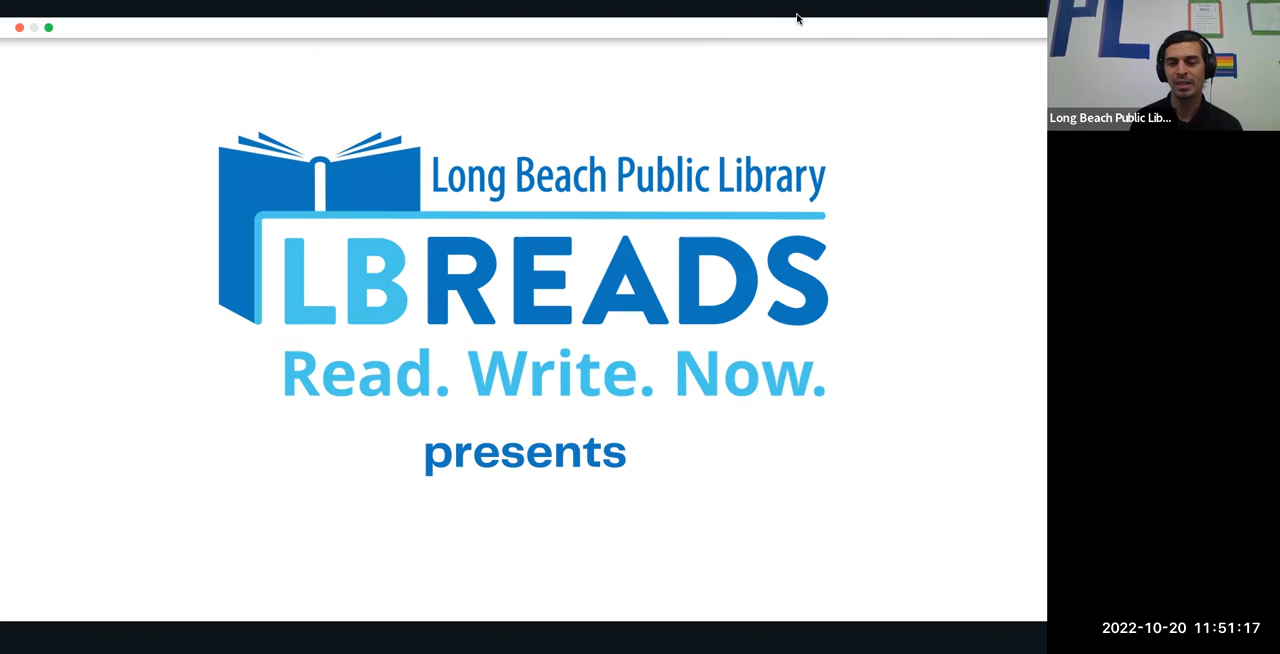 Long Beach Public Library
LBREADS
Read. Write. Now.
presents
PL
Long Beach Public Lib...
2022-10-20 11:51:17